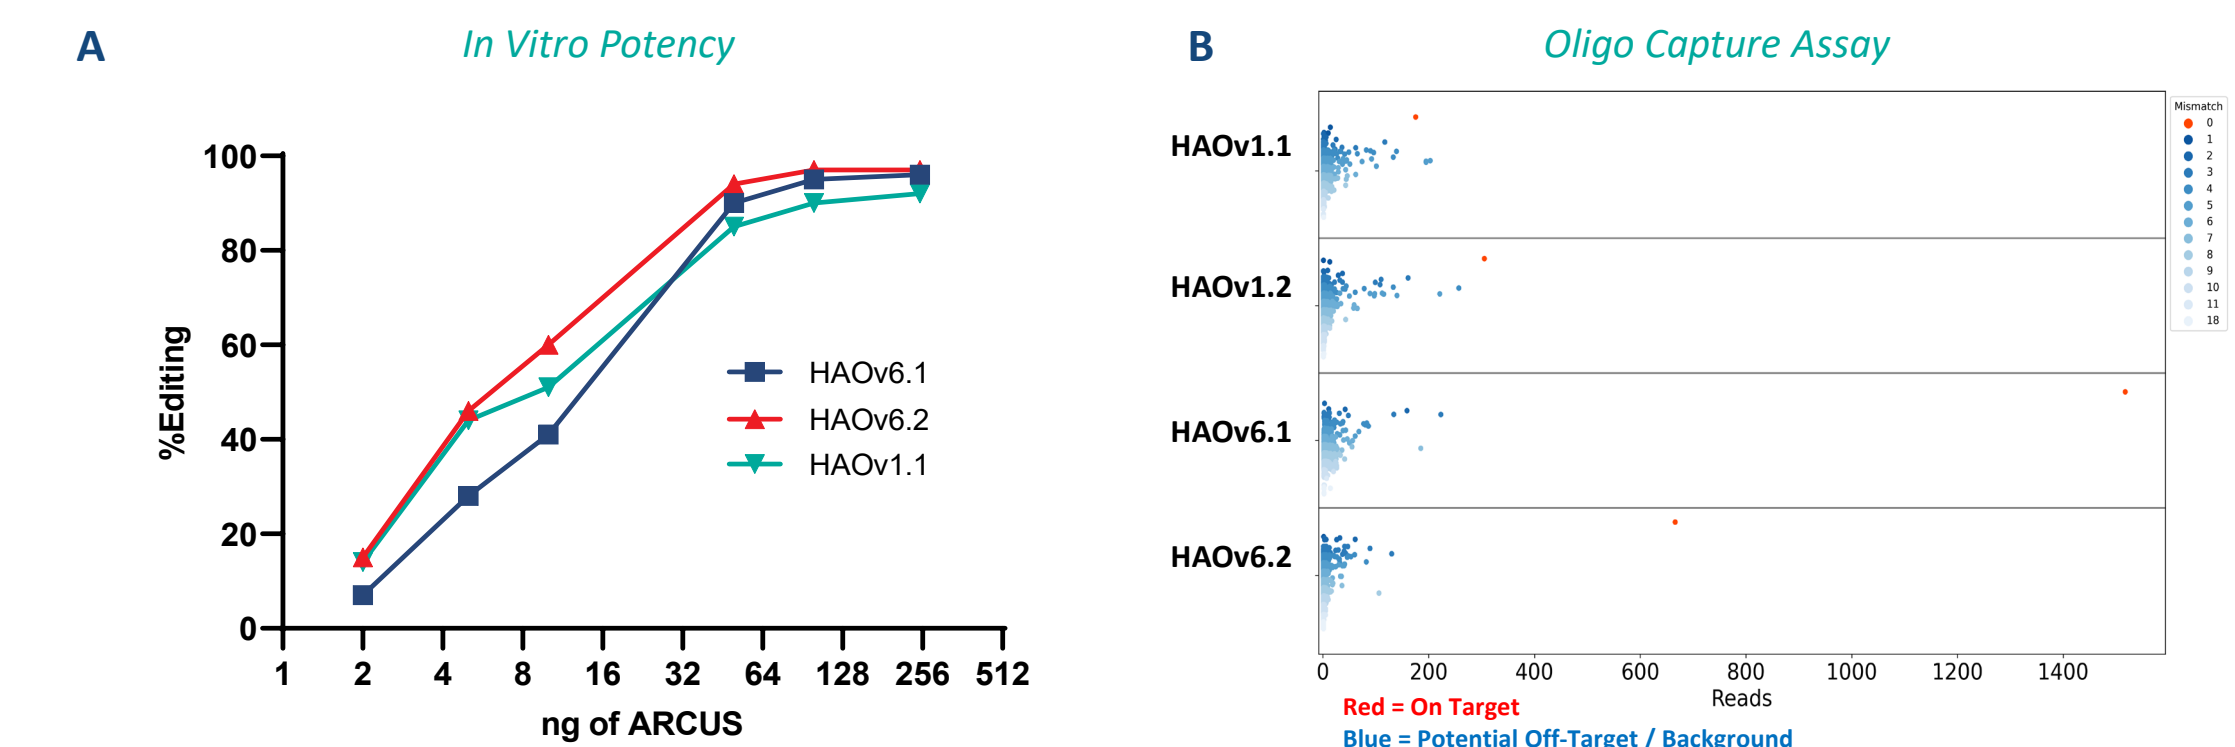 A
In Vitro Potency
%Editing
100
80
60
40
20
0
1 2 4 8 16 32 64 128 256 512
ng of ARCUS
HAOv6.1
HAOv6.2
HAOv1.1
B
Oligo Capture Assay
HAOv1.1
HAOv1.2
HAOv6.1
HAOv6.2
Mismatch
0
1
2
3
4
5
6
7
8
9
10
11
18
0 200 400 600 800 1000 1200 1400
Reads
Red = On Target
Blue = Potential Off-Target / Background